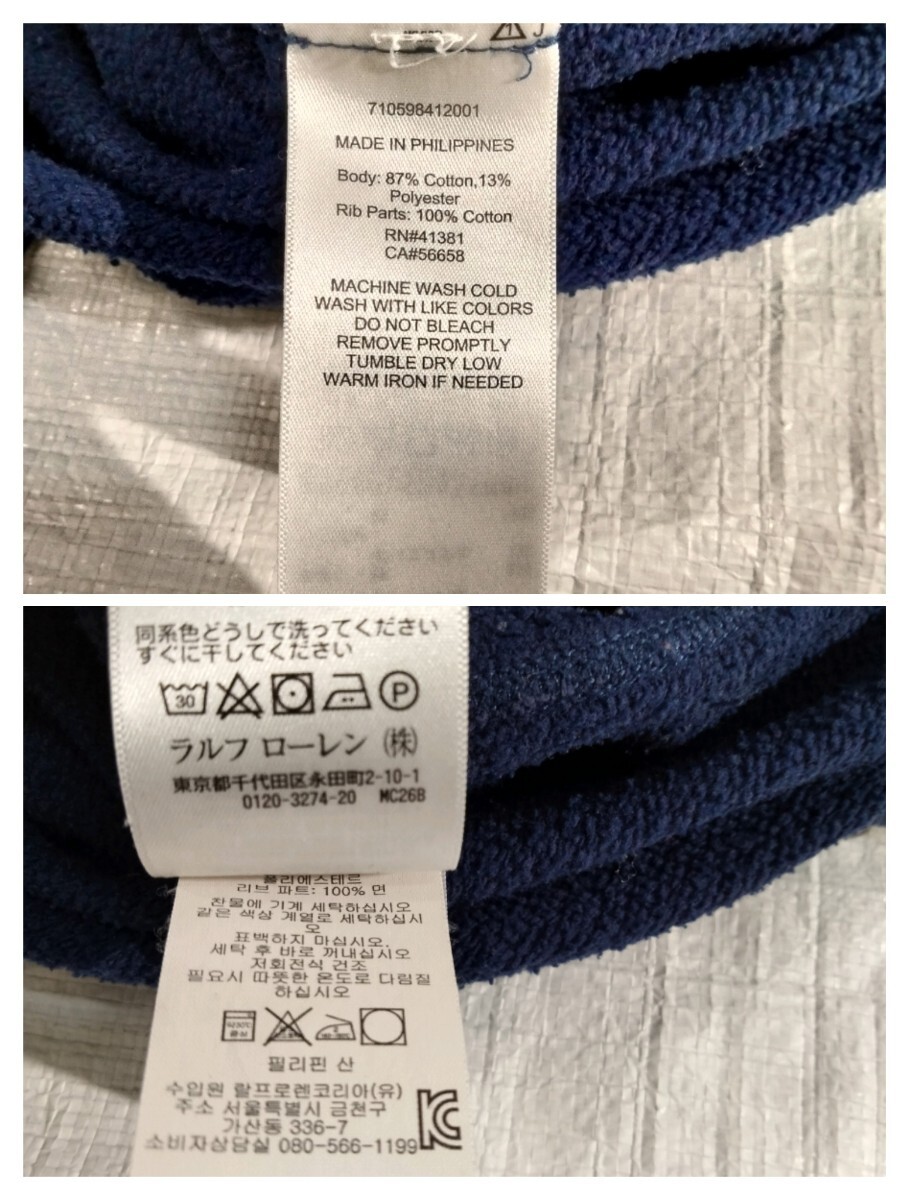 710598412001
MADE IN PHILIPPINES
Body: 87% Cotton,13%
Polyester
Rib Parts: 100% Cotton
RN#41381
CA#56658
MACHINE WASH COLD
WASH WITH LIKE COLORS
DO NOT BLEACH
REMOVE PROMPTLY
TUMBLE DRY LOW
WARM IRON IF NEEDED
同系色どうしで洗ってください
すぐに干してください
30 P
ラルフ ローレン (株)
東京都千代田区永田町2-10-1
0120-3274-20 MC26B
폴리에스테르
리브 파트: 100% 면
찬물에 기계 세탁하십시오
같은 색상 계열로 세탁하십시
오
표백하지 마십시오.
세탁 후 바로 꺼내십시오
저회전식 건조
필요시 따뜻한 온도로 다림질
하십시오
필리핀 산
수입원 랄프로렌코리아(유)
주소 서울특별시 금천구
가산동 336-7
소비자상담실 080-566-1199